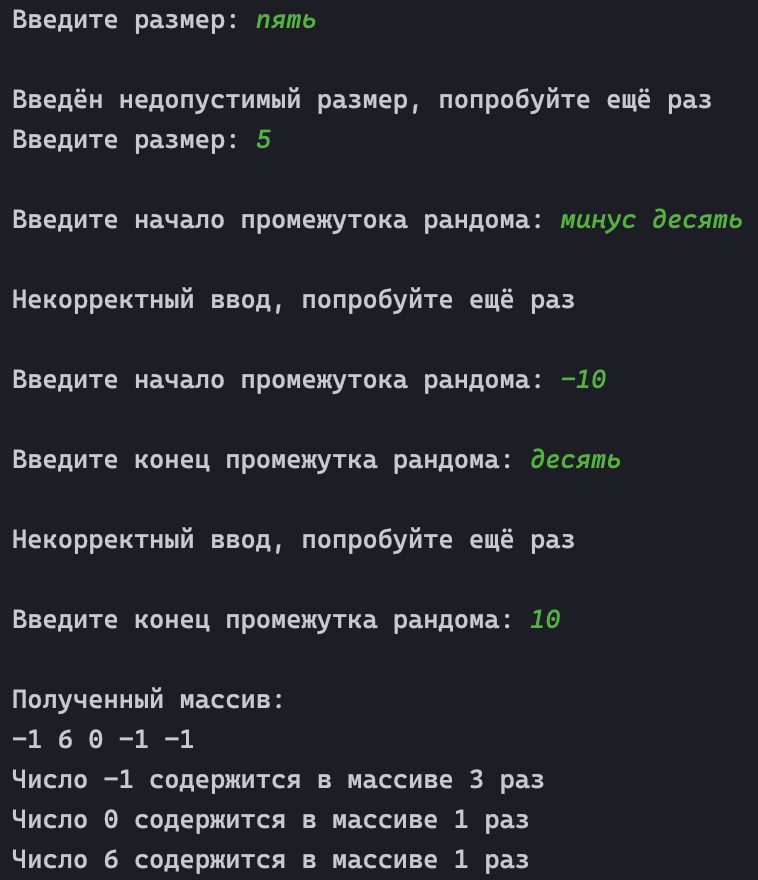 Введите размер: пять
Введён недопустимый размер, попробуйте ещё раз
Введите размер: 5
Введите начало промежутока рандома: минус десять
Некорректный ввод, попробуйте ещё раз
Введите начало промежутока рандома: −10
Введите конец промежутка рандома: десять
Некорректный ввод, попробуйте ещё раз
Введите конец промежутка рандома: 10
Полученный массив:
−1 6 0 −1 −1
Число −1 содержится в массиве 3 раз
Число 0 содержится в массиве 1 раз
Число 6 содержится в массиве 1 раз